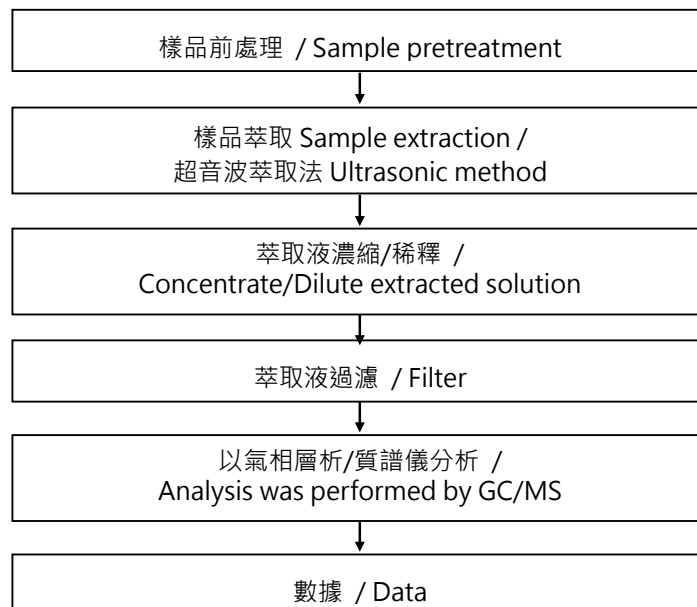 樣品前處理 / Sample pretreatment
樣品萃取 Sample extraction /
超音波萃取法 Ultrasonic method
萃取液濃縮/稀釋 /
Concentrate/Dilute extracted solution
萃取液過濾 / Filter
以氣相層析/質譜儀分析 /
Analysis was performed by GC/MS
數據 / Data